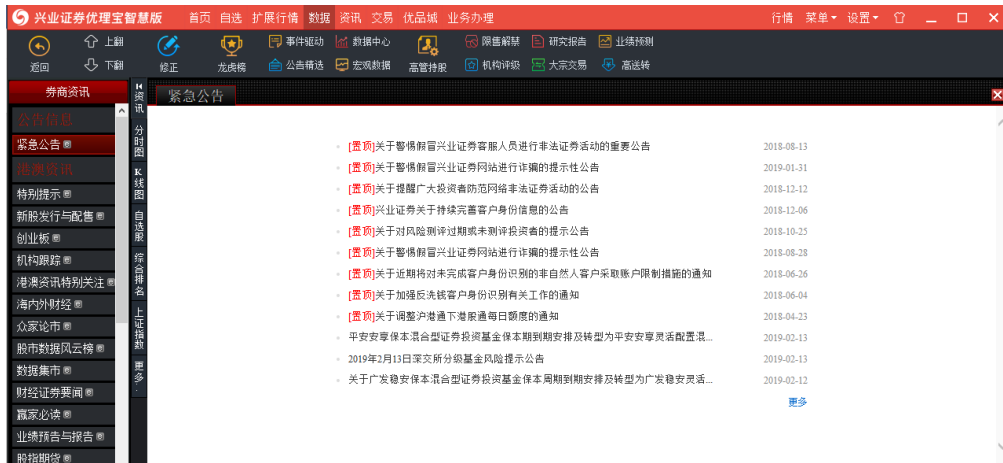 兴业证券优理宝智慧版 首页 自选 扩展行情 数据 资讯 交易 优品城 业务办理 行情 菜单 设置
上翻 事件驱动 数据中心 限售解禁 研究报告 业绩预测
返回 下翻 修正 龙虎榜 公告精选 宏观数据 高管持股 机构评级 大宗交易 高送转
券商资讯
公告信息
紧急公告
港澳资讯
特别提示
新股发行与配售
创业板
机构跟踪
港澳资讯特别关注
海内外财经
众家论市
股市数据风云榜
数据集市
财经证券要闻
赢家必读
业绩预告与报告
股指期货
资讯
分时图
K线图
自选股
综合排名
上证指数
更多
紧急公告
[置顶]关于警惕假冒兴业证券客服人员进行非法证券活动的重要公告 2018-08-13
[置顶]关于警惕假冒兴业证券网站进行诈骗的提示性公告 2019-01-31
[置顶]关于提醒广大投资者防范网络非法证券活动的公告 2018-12-12
[置顶]兴业证券关于持续完善客户身份信息的公告 2018-12-06
[置顶]关于对风险测评过期或未测评投资者的提示公告 2018-10-25
[置顶]关于警惕假冒兴业证券网站进行诈骗的提示性公告 2018-08-28
[置顶]关于近期将对未完成客户身份识别的非自然人客户采取账户限制措施的通知 2018-06-26
[置顶]关于加强反洗钱客户身份识别有关工作的通知 2018-06-04
[置顶]关于调整沪港通下港股通每日额度的通知 2018-04-23
平安安享保本混合型证券投资基金保本期到期安排及转型为平安安享灵活配置混... 2019-02-13
2019年2月13日深交所分级基金风险提示公告 2019-02-13
关于广发稳安保本混合型证券投资基金保本周期到期安排及转型为广发稳安灵活... 2019-02-12
更多